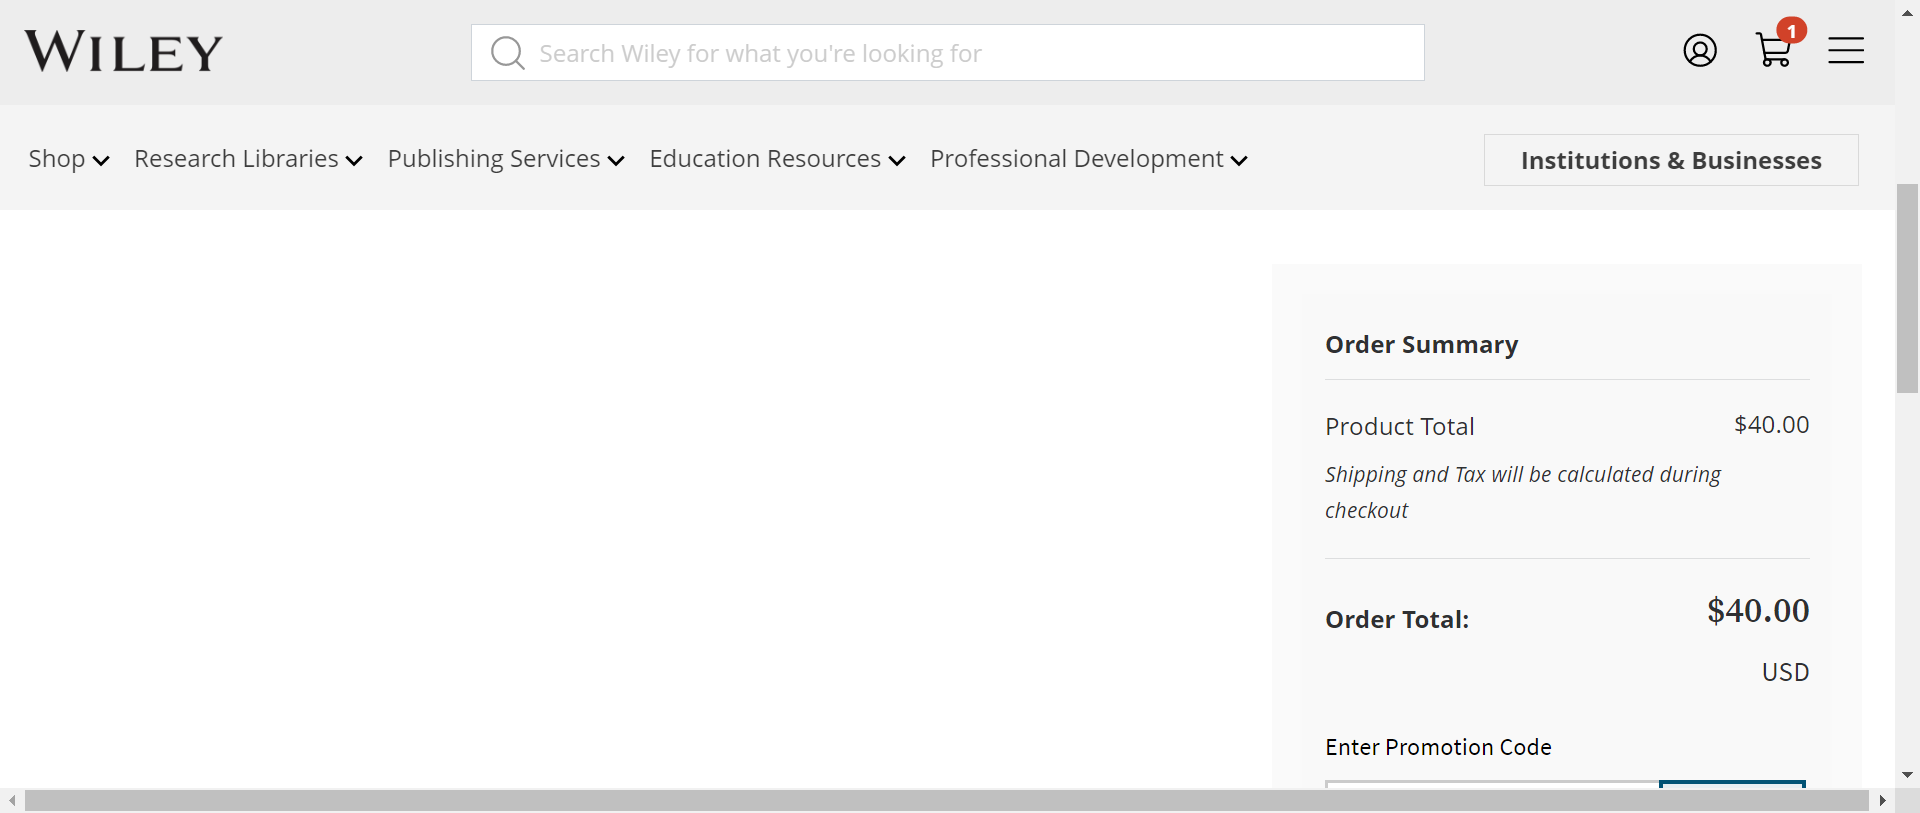 WILEY
Search Wiley for what you're looking for
1
Shop Research Libraries Publishing Services Education Resources Professional Development Institutions & Businesses
Order Summary
Product Total $40.00
Shipping and Tax will be calculated during
checkout
Order Total: $40.00
USD
Enter Promotion Code